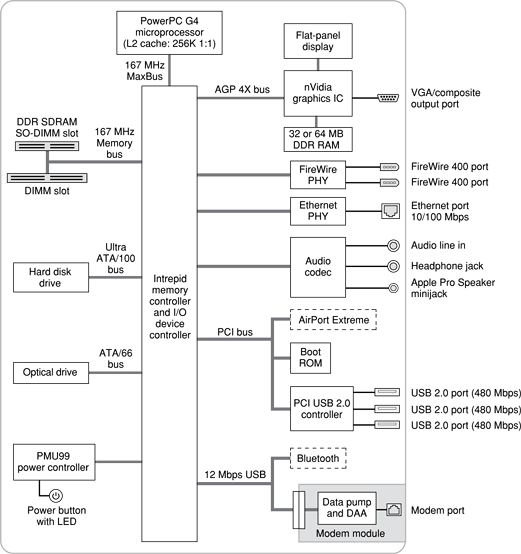 PowerPC G4
microprocessor
(L2 cache: 256K 1:1)
167 MHz
MaxBus
Flat-panel
display
AGP 4X bus
nVidia
graphics IC
VGA/composite
output port
32 or 64 MB
DDR RAM
DDR SDRAM
SO-DIMM slot
167 MHz
Memory
bus
DIMM slot
FireWire
PHY
FireWire 400 port
FireWire 400 port
Ethernet
PHY
Ethernet port
10/100 Mbps
Ultra
ATA/100
bus
Hard disk
drive
Audio
codec
Audio line in
Headphone jack
Apple Pro Speaker
minijack
Intrepid
memory
controller
and I/O
device
controller
PCI bus
AirPort Extreme
Boot
ROM
ATA/66
bus
Optical drive
PCI USB 2.0
controller
USB 2.0 port (480 Mbps)
USB 2.0 port (480 Mbps)
USB 2.0 port (480 Mbps)
PMU99
power controller
Power button
with LED
12 Mbps USB
Bluetooth
Data pump
and DAA
Modem port
Modem module